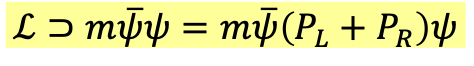 ℒ ⊃ mψ̄ψ = mψ̄(P_L + P_R)ψ